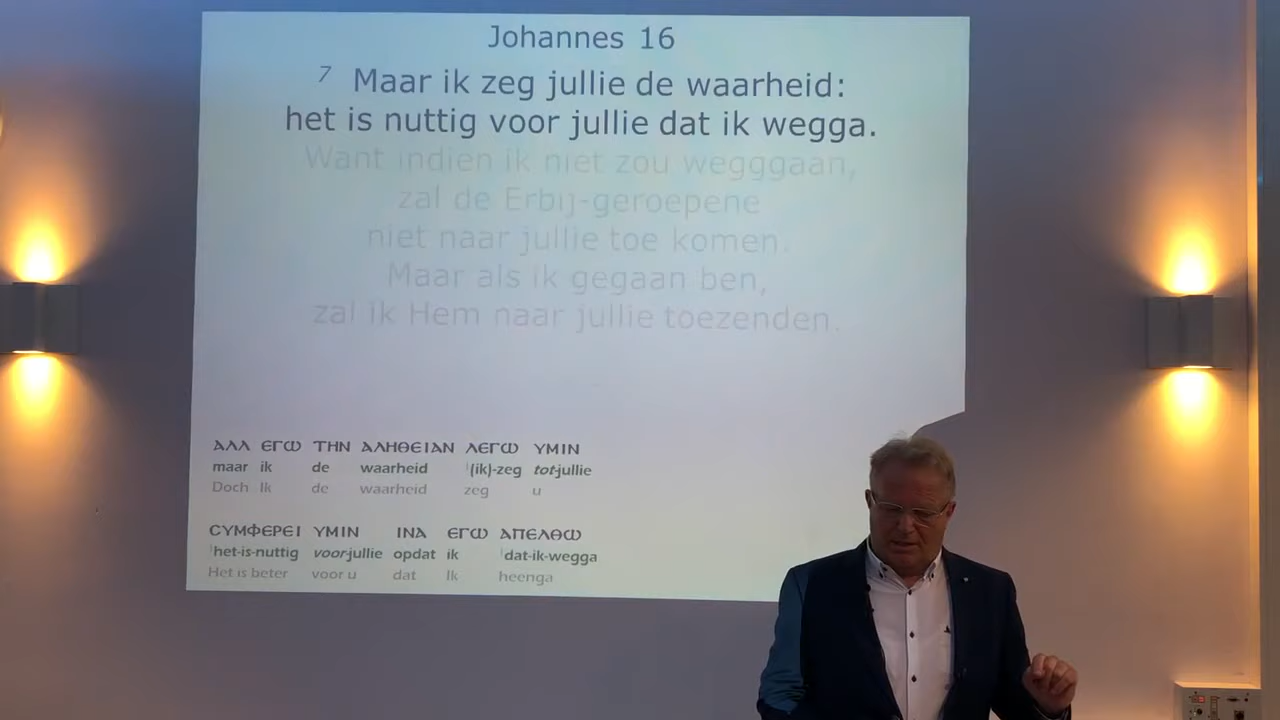 Johannes 16
7 Maar ik zeg jullie de waarheid:
het is nuttig voor jullie dat ik wegga.
Want indien ik niet zou wegggaan,
zal de Erbij-geroepene
niet naar jullie toe komen.
Maar als ik gegaan ben,
zal ik Hem naar jullie toezenden.
ΑΛΛ ΕΓΩ ΤΗΝ ΑΛΗΘΕΙΑΝ ΛΕΓΩ ΥΜΙΝ
maar ik de waarheid (ik)-zeg tot-jullie
Doch Ik de waarheid zeg u
CΥΜΦΕΡΕΙ ΥΜΙΝ ΙΝΑ ΕΓΩ ΑΠΕΛΘΩ
het-is-nuttig voor-jullie opdat ik dat-ik-wegga
Het is beter voor u dat Ik heenga